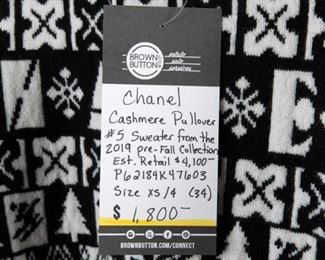 BROWN
BUTTON
estate
sale
services
Chanel
Cashmere Pullover
#5 Sweater from the
2019 pre-Fall Collection
Est. Retail $4,100-
P62184K47603
Size XS/4 (34)
$ 1,800-
BROWNBUTTON.COM/CONNECT